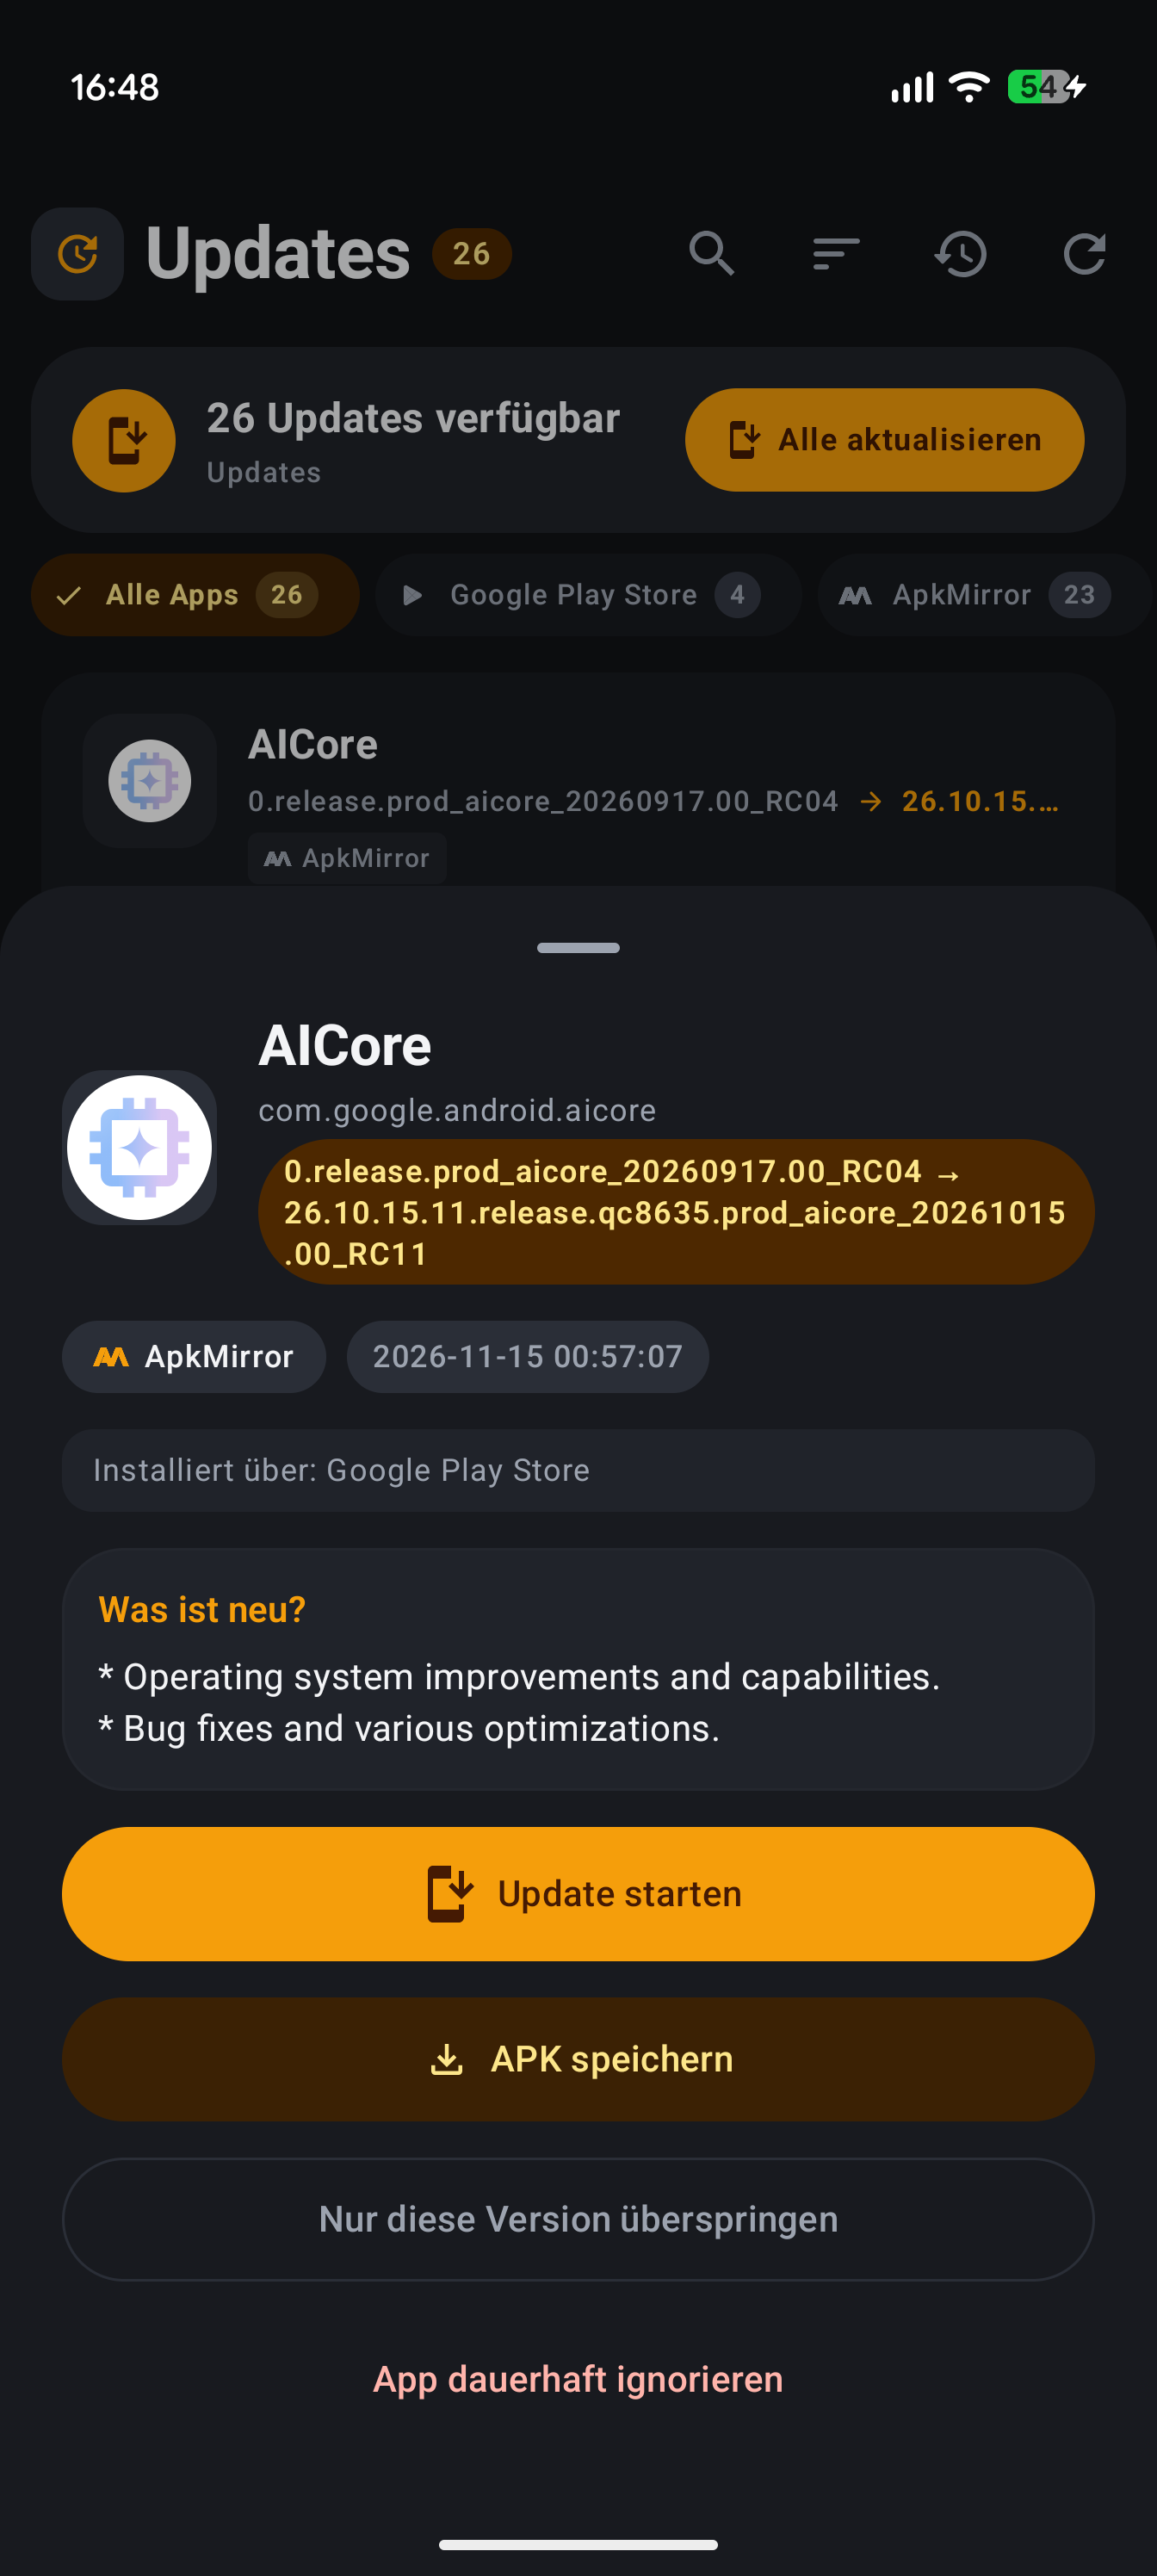 16:48
54
Updates 26
26 Updates verfügbar
Updates
Alle aktualisieren
Alle Apps 26
Google Play Store 4
ApkMirror 23
AICore
0.release.prod_aicore_20260917.00_RC04 → 26.10.15....
ApkMirror
AICore
com.google.android.aicore
0.release.prod_aicore_20260917.00_RC04 →
26.10.15.11.release.qc8635.prod_aicore_20261015
.00_RC11
ApkMirror
2026-11-15 00:57:07
Installiert über: Google Play Store
Was ist neu?
* Operating system improvements and capabilities.
* Bug fixes and various optimizations.
Update starten
APK speichern
Nur diese Version überspringen
App dauerhaft ignorieren